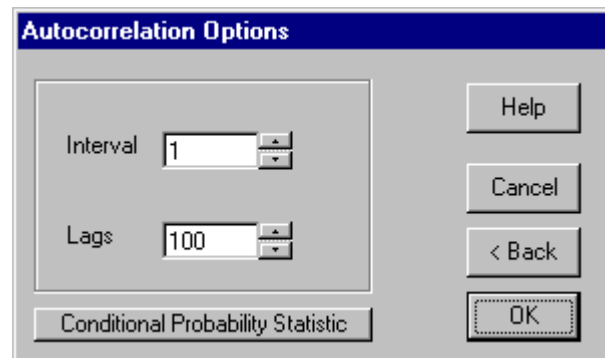 Autocorrelation Options
Interval
1
Lags
100
Conditional Probability Statistic
Help
Cancel
< Back
OK